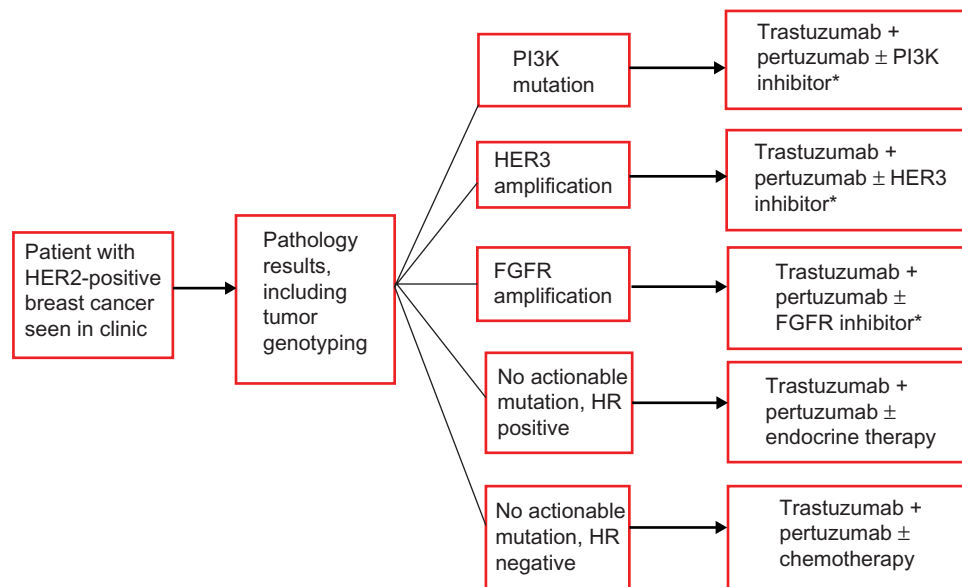 Patient with
HER2-positive
breast cancer
seen in clinic
Pathology
results,
including
tumor
genotyping
PI3K
mutation
Trastuzumab +
pertuzumab ± PI3K
inhibitor*
HER3
amplification
Trastuzumab +
pertuzumab ± HER3
inhibitor*
FGFR
amplification
Trastuzumab +
pertuzumab ±
FGFR inhibitor*
No actionable
mutation, HR
positive
Trastuzumab +
pertuzumab ±
endocrine therapy
No actionable
mutation, HR
negative
Trastuzumab +
pertuzumab ±
chemotherapy